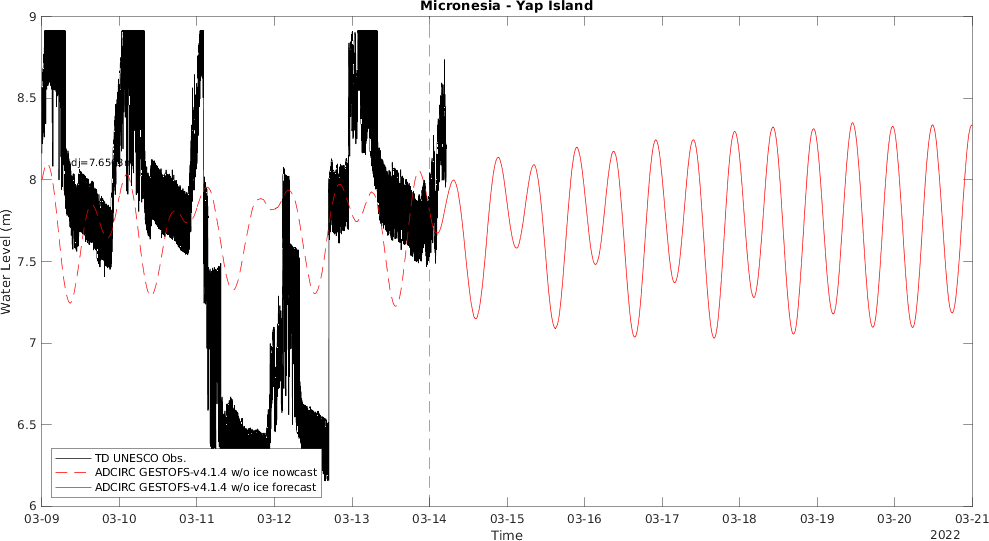 Micronesia - Yap Island
Water Level (m)
9
8.5
8
7.5
7
6.5
6
TD UNESCO Obs.
ADCIRC GESTOFS-v4.1.4 w/o ice nowcast
ADCIRC GESTOFS-v4.1.4 w/o ice forecast
03-09 03-10 03-11 03-12 03-13 03-14 03-15 03-16 03-17 03-18 03-19 03-20 03-21
Time
2022